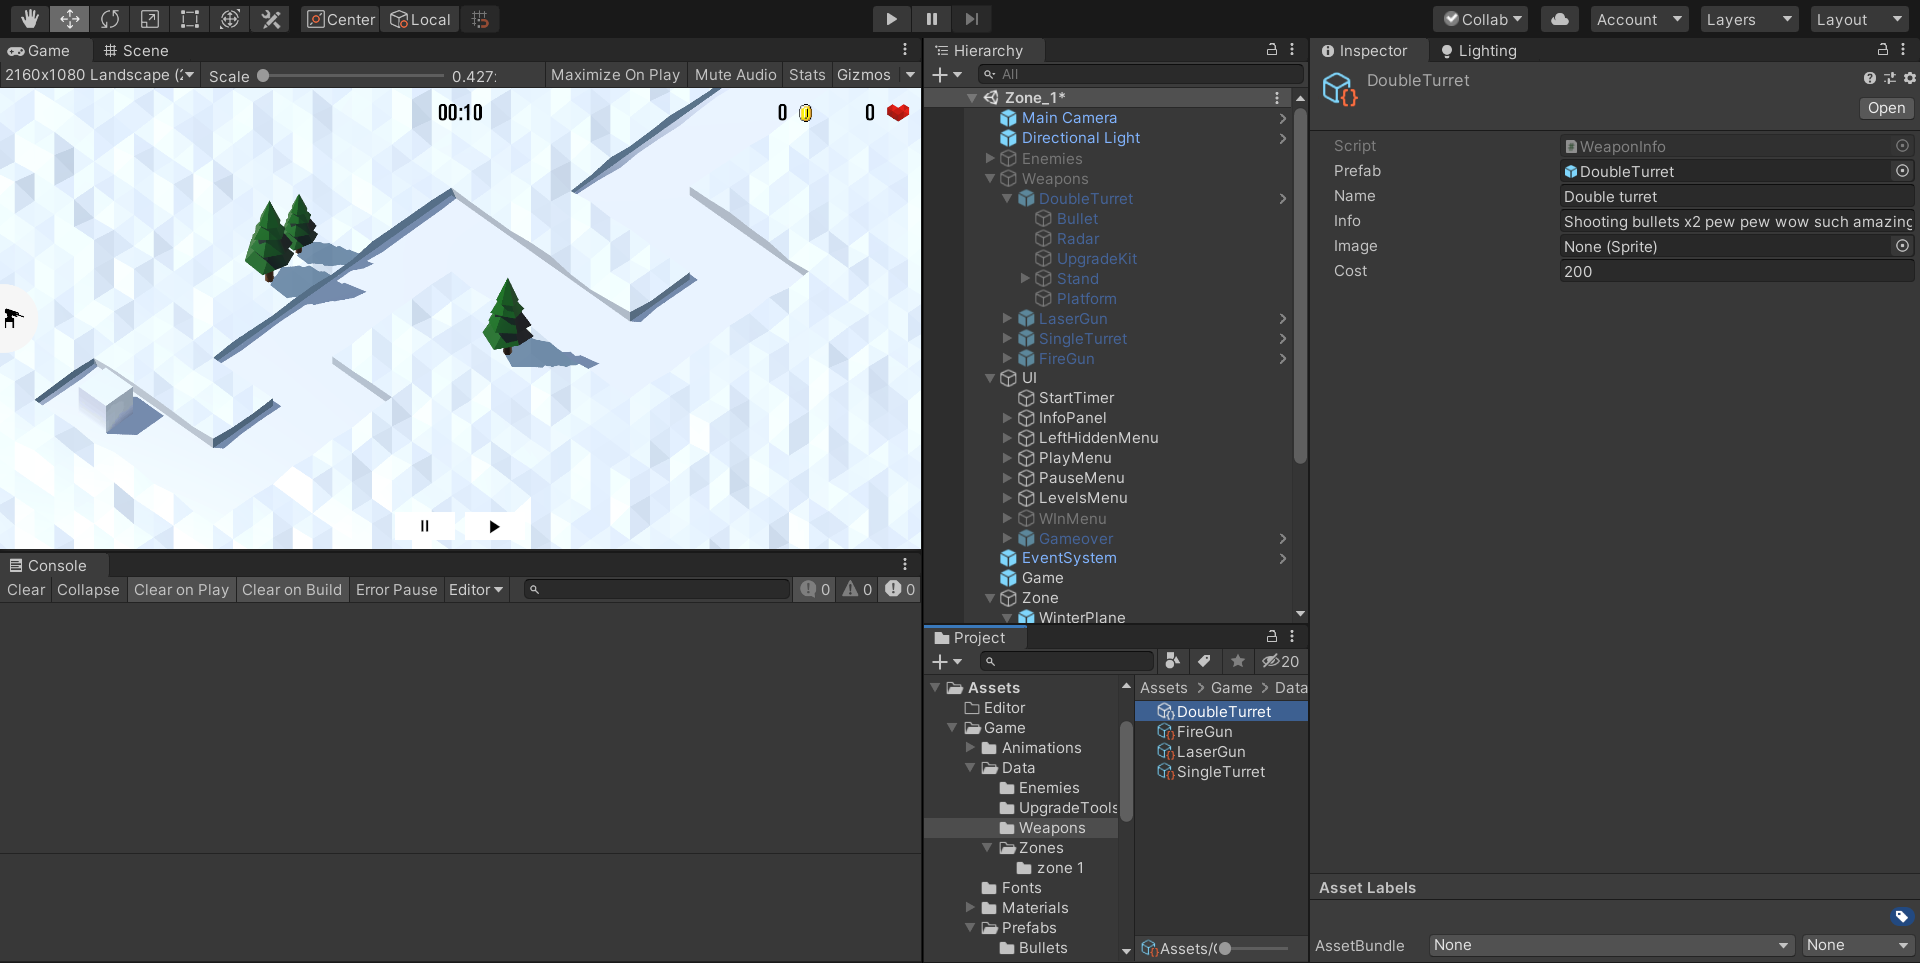 Center
Local
Collab
Account
Layers
Layout
Game
Scene
2160x1080 Landscape (2
Scale
0.427:
Maximize On Play
Mute Audio
Stats
Gizmos
00:10
0
0
Console
Clear
Collapse
Clear on Play
Clear on Build
Error Pause
Editor
0
0
0
Hierarchy
All
Zone_1*
Main Camera
Directional Light
Enemies
Weapons
DoubleTurret
Bullet
Radar
UpgradeKit
Stand
Platform
LaserGun
SingleTurret
FireGun
UI
StartTimer
InfoPanel
LeftHiddenMenu
PlayMenu
PauseMenu
LevelsMenu
WInMenu
Gameover
EventSystem
Game
Zone
WinterPlane
Project
20
Assets
Editor
Game
Animations
Data
Enemies
UpgradeTools
Weapons
Zones
zone 1
Fonts
Materials
Prefabs
Bullets
Assets > Game > Data
DoubleTurret
FireGun
LaserGun
SingleTurret
Assets/
Inspector
Lighting
DoubleTurret
Open
Script WeaponInfo
Prefab DoubleTurret
Name Double turret
Info Shooting bullets x2 pew pew wow such amazing
Image None (Sprite)
Cost 200
Asset Labels
AssetBundle None None